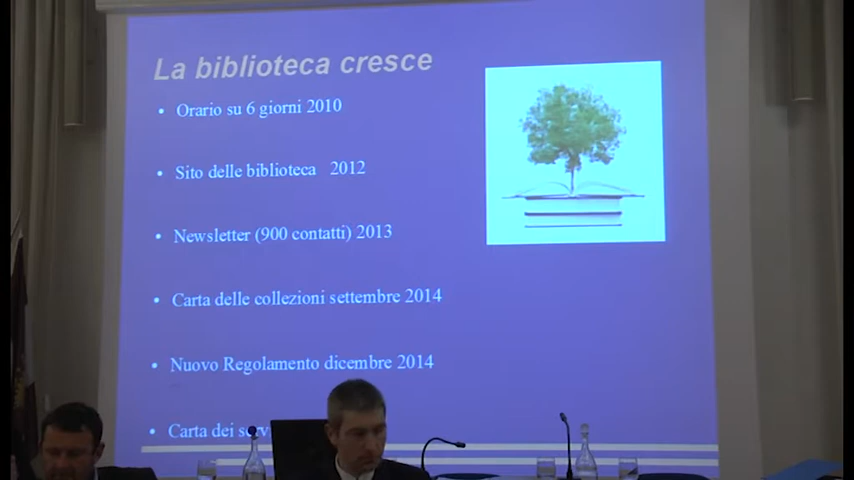 La biblioteca cresce
• Orario su 6 giorni 2010
• Sito delle biblioteca 2012
• Newsletter (900 contatti) 2013
• Carta delle collezioni settembre 2014
• Nuovo Regolamento dicembre 2014
• Carta dei